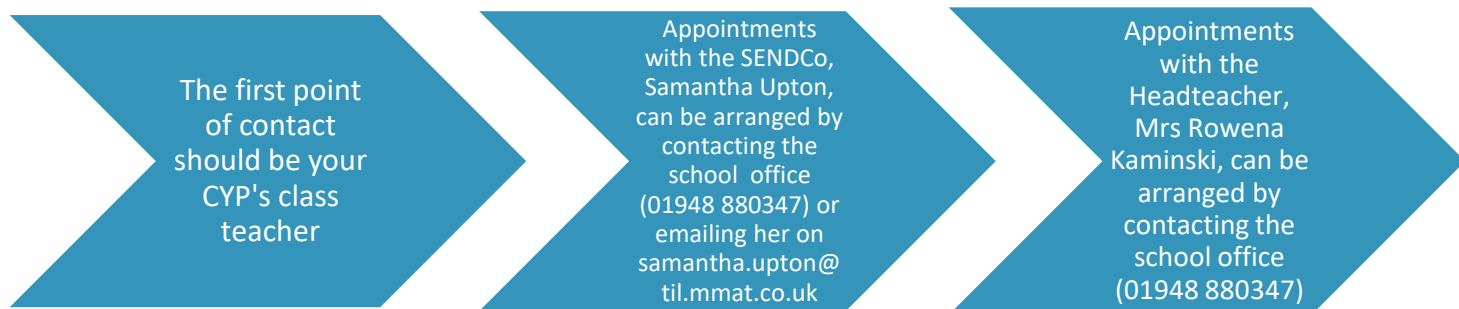 The first point
of contact
should be your
CYP's class
teacher
Appointments
with the SENDCo,
Samantha Upton,
can be arranged by
contacting the
school office
(01948 880347) or
emailing her on
samantha.upton@
til.mmat.co.uk
Appointments
with the
Headteacher,
Mrs Rowena
Kaminski, can be
arranged by
contacting the
school office
(01948 880347)